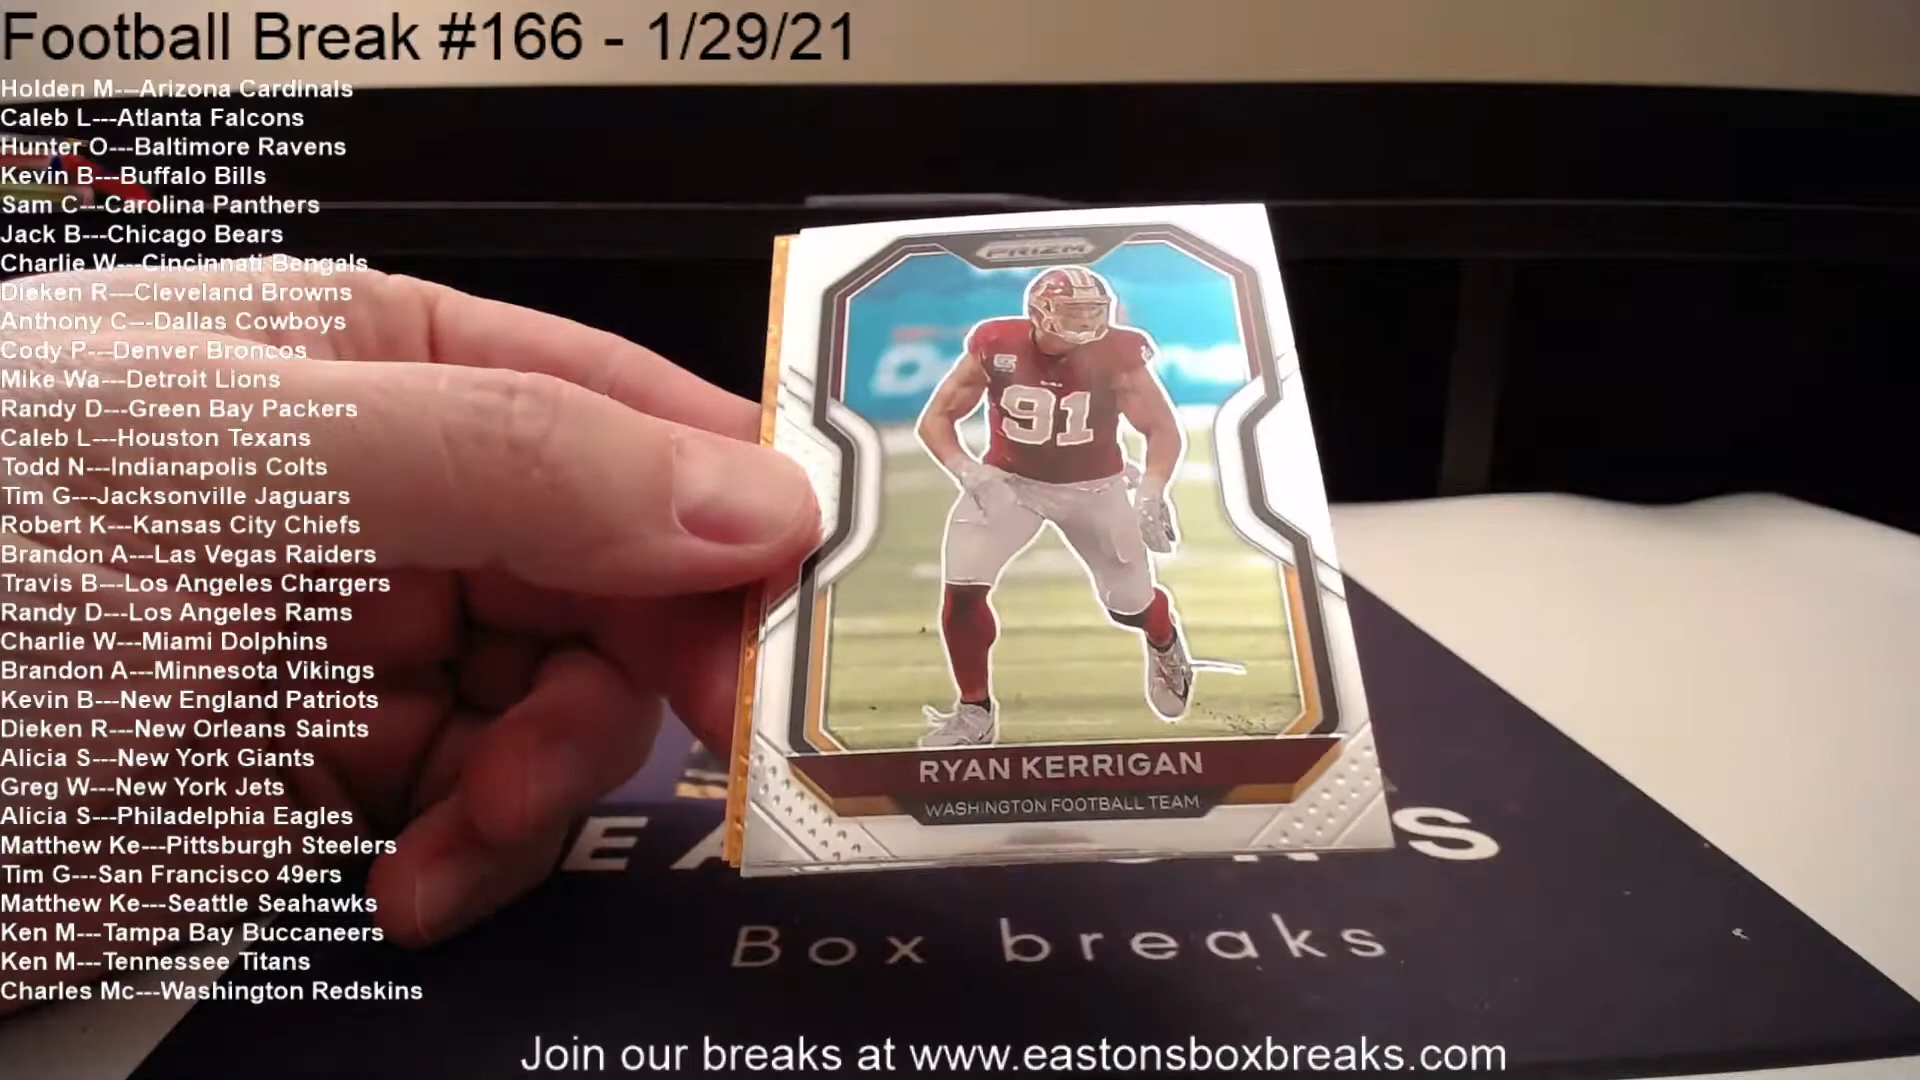 Football Break #166 - 1/29/21
Holden M---Arizona Cardinals
Caleb L---Atlanta Falcons
Hunter O---Baltimore Ravens
Kevin B---Buffalo Bills
Sam C---Carolina Panthers
Jack B---Chicago Bears
Charlie W---Cincinnati Bengals
Dieken R---Cleveland Browns
Anthony C---Dallas Cowboys
Cody P---Denver Broncos
Mike Wa---Detroit Lions
Randy D---Green Bay Packers
Caleb L---Houston Texans
Todd N---Indianapolis Colts
Tim G---Jacksonville Jaguars
Robert K---Kansas City Chiefs
Brandon A---Las Vegas Raiders
Travis B---Los Angeles Chargers
Randy D---Los Angeles Rams
Charlie W---Miami Dolphins
Brandon A---Minnesota Vikings
Kevin B---New England Patriots
Dieken R---New Orleans Saints
Alicia S---New York Giants
Greg W---New York Jets
Alicia S---Philadelphia Eagles
Matthew Ke---Pittsburgh Steelers
Tim G---San Francisco 49ers
Matthew Ke---Seattle Seahawks
Ken M---Tampa Bay Buccaneers
Ken M---Tennessee Titans
Charles Mc---Washington Redskins
PRIZM
91
RYAN KERRIGAN
WASHINGTON FOOTBALL TEAM
Box breaks
Join our breaks at www.eastonsboxbreaks.com